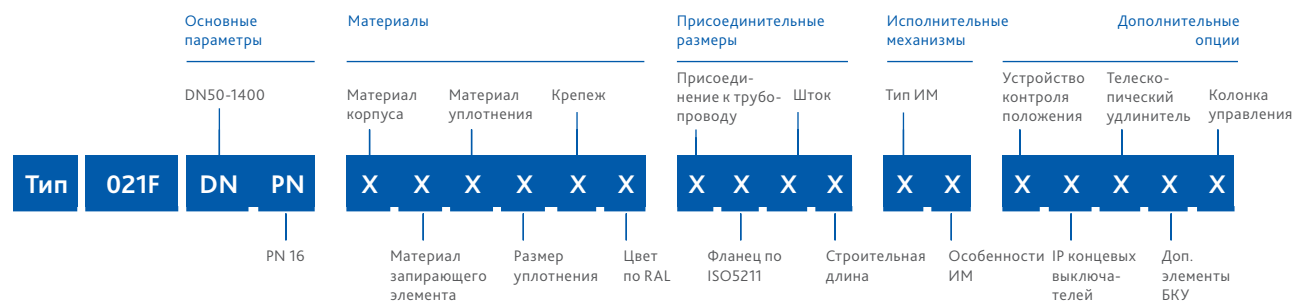 Основные
параметры
Материалы
Присоединительные
размеры
Исполнительные
механизмы
Дополнительные
опции
DN50-1400
Материал
корпуса
Материал
уплотнения
Крепеж
Присоеди-
нение к трубо-
проводу
Шток
Тип ИМ
Устройство
контроля
положения
Телеско-
пический
удлинитель
Колонка
управления
Тип 021F DN PN X X X X X X X X X X X X X X X X X
PN 16
Материал
запирающего
элемента
Размер
уплотнения
Цвет
по RAL
Фланец по
ISO5211
Строительная
длина
Особенности
ИМ
IP концевых
выключа-
телей
Доп.
элементы
БКУ